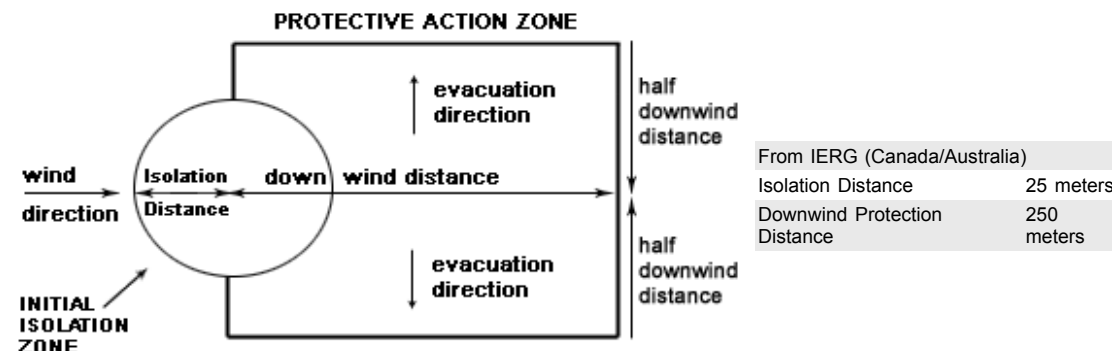 PROTECTIVE ACTION ZONE
evacuation
direction
half
downwind
distance
wind
direction
Isolation
Distance
down wind distance
From IERG (Canada/Australia)
Isolation Distance 25 meters
Downwind Protection 250
Distance meters
evacuation
direction
half
downwind
distance
INITIAL
ISOLATION
ZONE